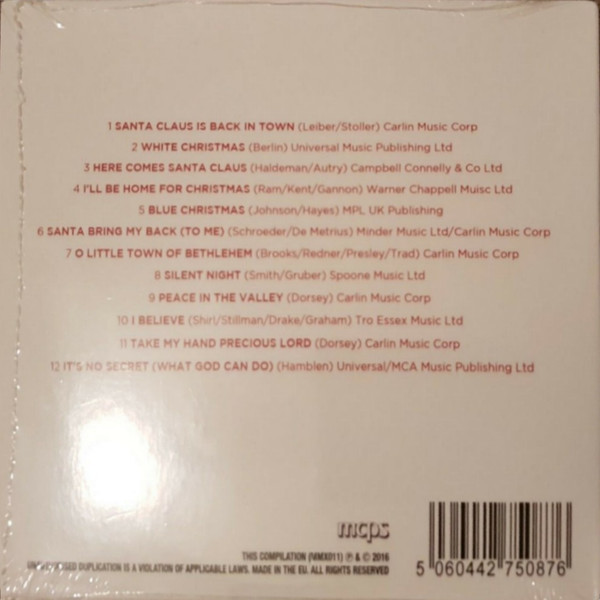 1 SANTA CLAUS IS BACK IN TOWN (Leiber/Stoller) Carlin Music Corp
2 WHITE CHRISTMAS (Berlin) Universal Music Publishing Ltd
3 HERE COMES SANTA CLAUS (Haldeman/Autry) Campbell Connelly & Co Ltd
4 I'LL BE HOME FOR CHRISTMAS (Ram/Kent/Gannon) Warner Chappell Muisc Ltd
5 BLUE CHRISTMAS (Johnson/Hayes) MPL UK Publishing
6 SANTA BRING MY BACK (TO ME) (Schroeder/De Metrius) Minder Music Ltd/Carlin Music Corp
7 O LITTLE TOWN OF BETHLEHEM (Brooks/Redner/Presley/Trad) Carlin Music Corp
8 SILENT NIGHT (Smith/Gruber) Spoone Music Ltd
9 PEACE IN THE VALLEY (Dorsey) Carlin Music Corp
10 I BELIEVE (Shirl/Stillman/Drake/Graham) Tro Essex Music Ltd
11 TAKE MY HAND PRECIOUS LORD (Dorsey) Carlin Music Corp
12 IT'S NO SECRET (WHAT GOD CAN DO) (Hamblen) Universal/MCA Music Publishing Ltd
mcps
THIS COMPILATION ℗ & © 2016
DUPLICATION IS A VIOLATION OF APPLICABLE LAWS. MADE IN THE EU. ALL RIGHTS RESERVED
5 060442 750876